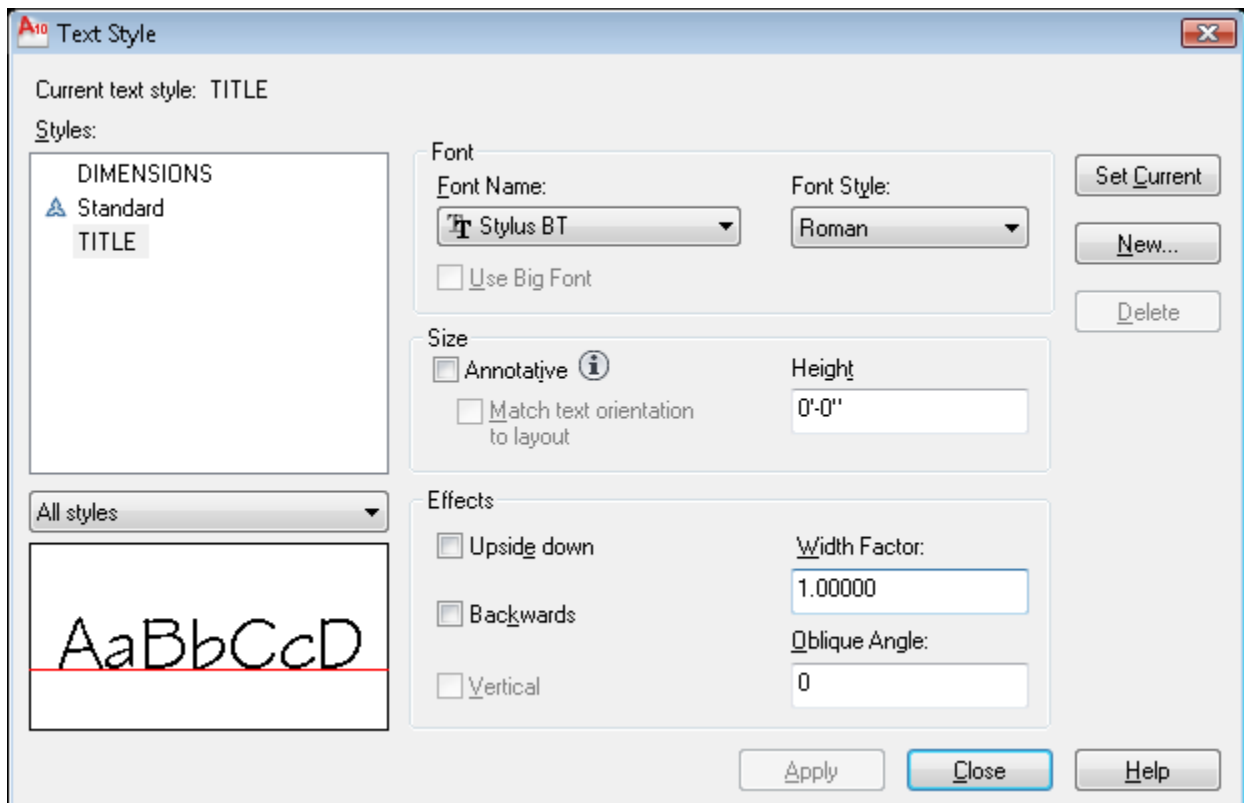 A10 Text Style
Current text style: TITLE
Styles:
DIMENSIONS
Standard
TITLE
All styles
AaBbCcD
Font
Font Name:
Font Style:
Stylus BT
Roman
Use Big Font
Size
Annotative
Height
Match text orientation
to layout
0'-0"
Effects
Upside down
Width Factor:
1.00000
Backwards
Oblique Angle:
0
Vertical
Set Current
New...
Delete
Apply
Close
Help